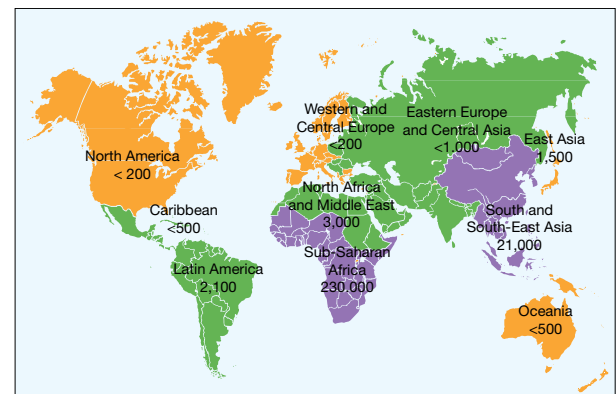 Western and
Central Europe
<200
Eastern Europe
and Central Asia
<1.000
East Asia
1,500
North America
< 200
North Africa
and Middle East
3,000
Caribbean
<500
South and
South-East Asia
21,000
Sub-Saharan
Africa
230.000
Latin America
2,100
Oceania
<500